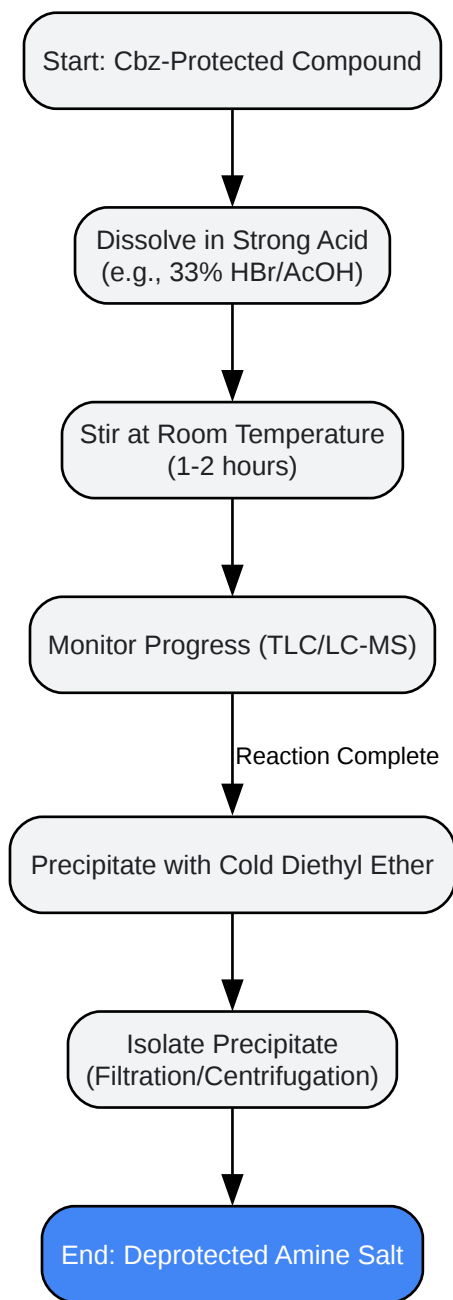 Start: Cbz-Protected Compound
Dissolve in Strong Acid
(e.g., 33% HBr/AcOH)
Stir at Room Temperature
(1-2 hours)
Monitor Progress (TLC/LC-MS)
Reaction Complete
Precipitate with Cold Diethyl Ether
Isolate Precipitate
(Filtration/Centrifugation)
End: Deprotected Amine Salt